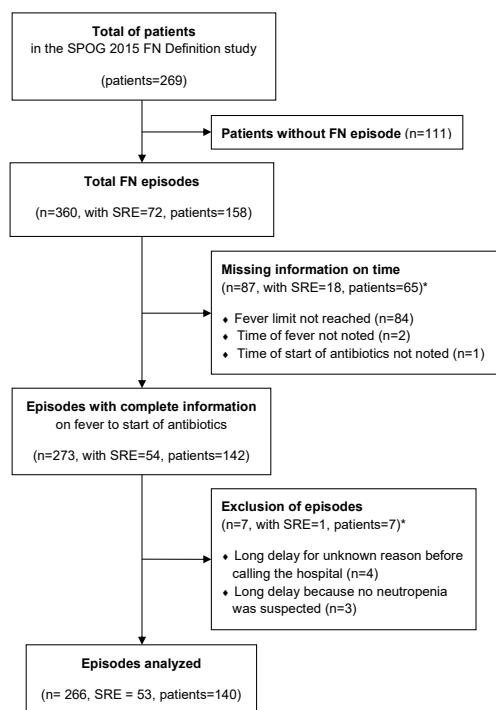 Total of patients
in the SPOG 2015 FN Definition study
(patients=269)
Patients without FN episode (n=111)
Total FN episodes
(n=360, with SRE=72, patients=158)
Missing information on time
(n=87, with SRE=18, patients=65)*
♦ Fever limit not reached (n=84)
♦ Time of fever not noted (n=2)
♦ Time of start of antibiotics not noted (n=1)
Episodes with complete information
on fever to start of antibiotics
(n=273, with SRE=54, patients=142)
Exclusion of episodes
(n=7, with SRE=1, patients=7)*
♦ Long delay for unknown reason before
calling the hospital (n=4)
♦ Long delay because no neutropenia
was suspected (n=3)
Episodes analyzed
(n= 266, SRE = 53, patients=140)